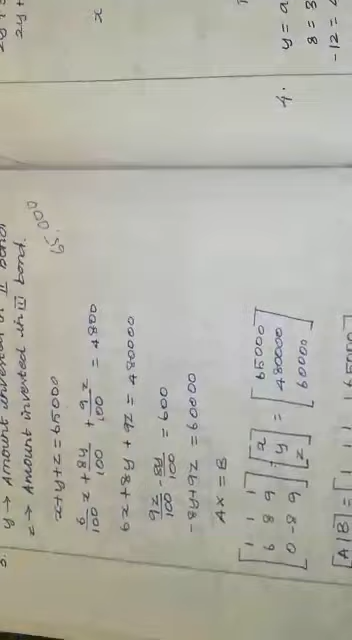 y → Amount invested in II bond
z → Amount invested in III bond.
x+y+z = 65000
6/100 x + 8y/100 + 9z/100 = 4800
6x+8y+9z = 480000
9z/100 - 8y/100 = 600
-8y+9z = 60000
AX = B
[1 1 1
6 8 9
0 -8 9] [x
y
z] = [65000
480000
60000]
[A|B] = [1 1 1 65000]
2y
2y+
x
4.
y = a
8 = 3
-12 =